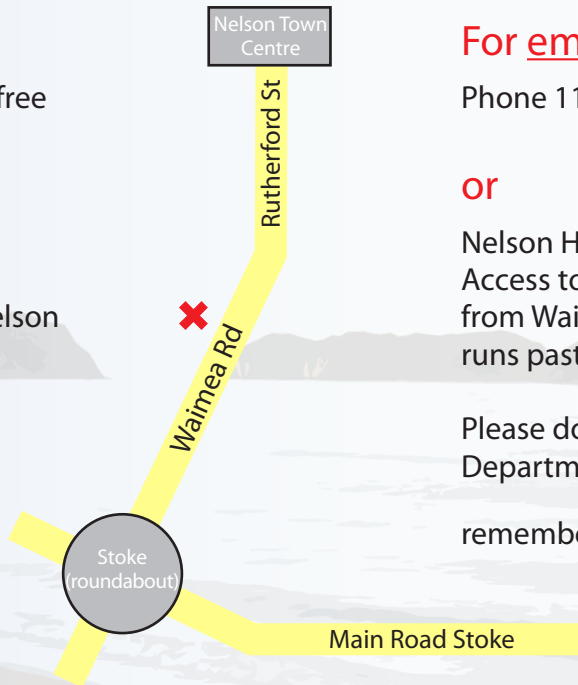 Nelson Town
Centre
Rutherford St
Waimea Rd
Stoke
(roundabout)
Main Road Stoke
free
elson
For em
Phone 11
or
Nelson H
Access to
from Wai
runs past
Please do
Departm
remembe